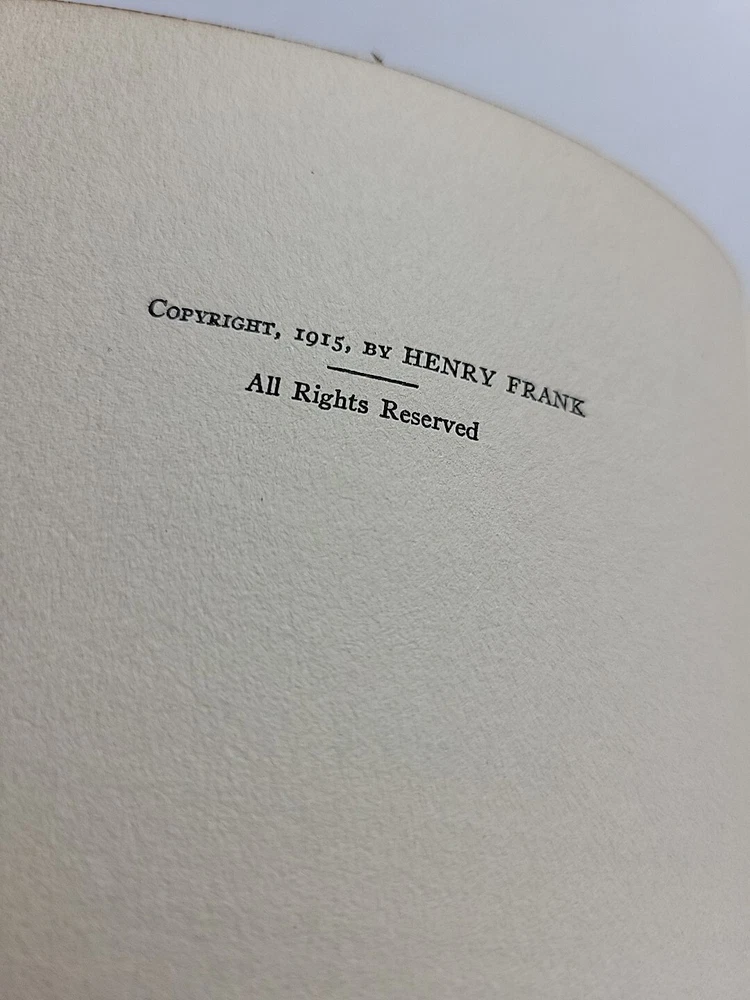 COPYRIGHT, 1915, BY HENRY FRANK
All Rights Reserved